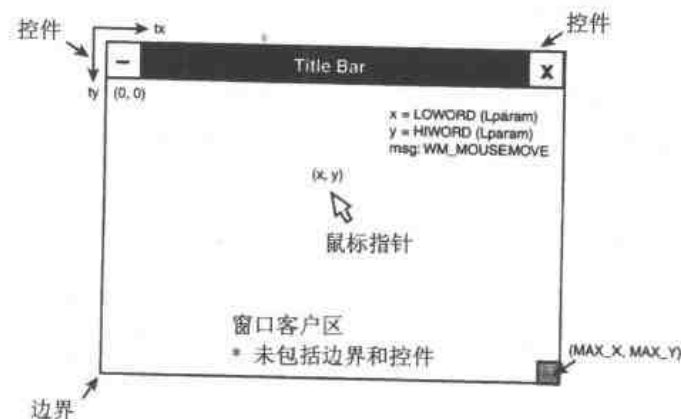 控件
tx
控件
– Title Bar X
ty
(0, 0)
x = LOWORD (Lparam)
y = HIWORD (Lparam)
msg: WM_MOUSEMOVE
(x, y)
鼠标指针
窗口客户区
* 未包括边界和控件
(MAX_X, MAX_Y)
边界